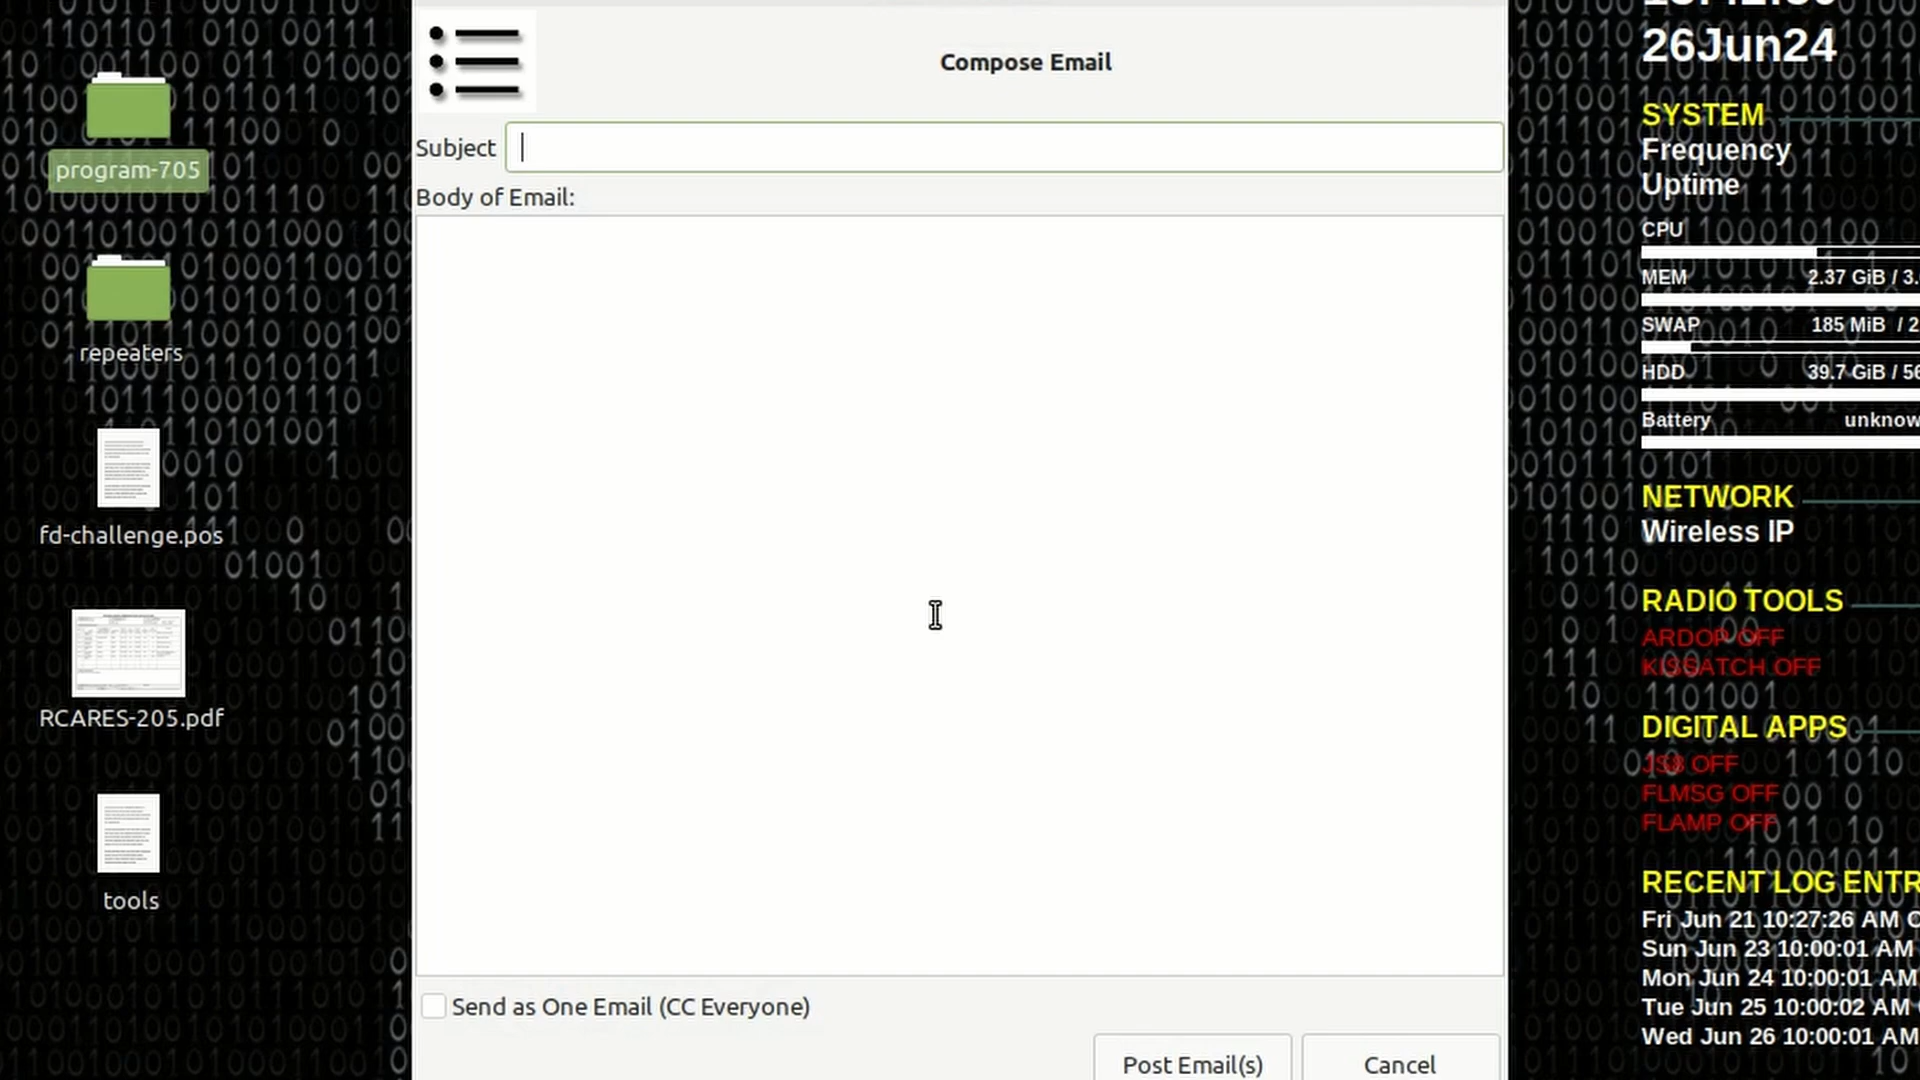 program-705
repeaters
fd-challenge.pos
RCARES-205.pdf
tools
Compose Email
Subject
Body of Email:
Send as One Email (CC Everyone)
Post Email(s)
Cancel
26Jun24
SYSTEM
Frequency
Uptime
CPU
MEM 2.37 GiB / 3.
SWAP 185 MiB / 2
HDD 39.7 GiB / 56
Battery unknow
NETWORK
Wireless IP
RADIO TOOLS
ARDOP OFF
KISSATCH OFF
DIGITAL APPS
JS8 OFF
FLMSG OFF
FLAMP OFF
RECENT LOG ENTR
Fri Jun 21 10:27:26 AM C
Sun Jun 23 10:00:01 AM
Mon Jun 24 10:00:01 AM
Tue Jun 25 10:00:02 AM
Wed Jun 26 10:00:01 AM